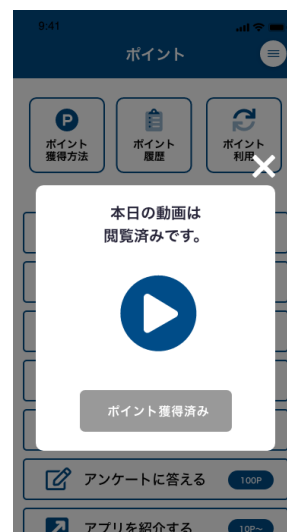 9:41
ポイント
ポイント
獲得方法
ポイント
履歴
ポイント
利用
本日の動画は
閲覧済みです。
ポイント獲得済み
アンケートに答える
100P
アプリを紹介する
10P~